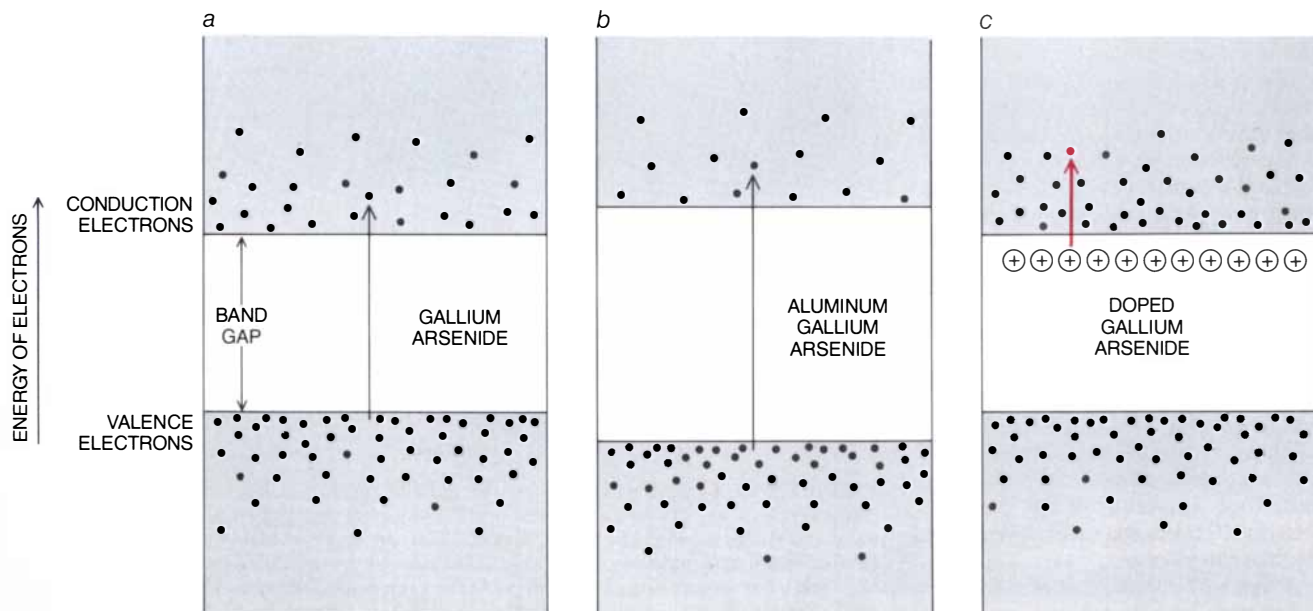 a
b
c
ENERGY OF ELECTRONS
CONDUCTION
ELECTRONS
BAND
GAP
GALLIUM
ARSENIDE
VALENCE
ELECTRONS
ALUMINUM
GALLIUM
ARSENIDE
+ + + + + + + + + + +
DOPED
GALLIUM
ARSENIDE